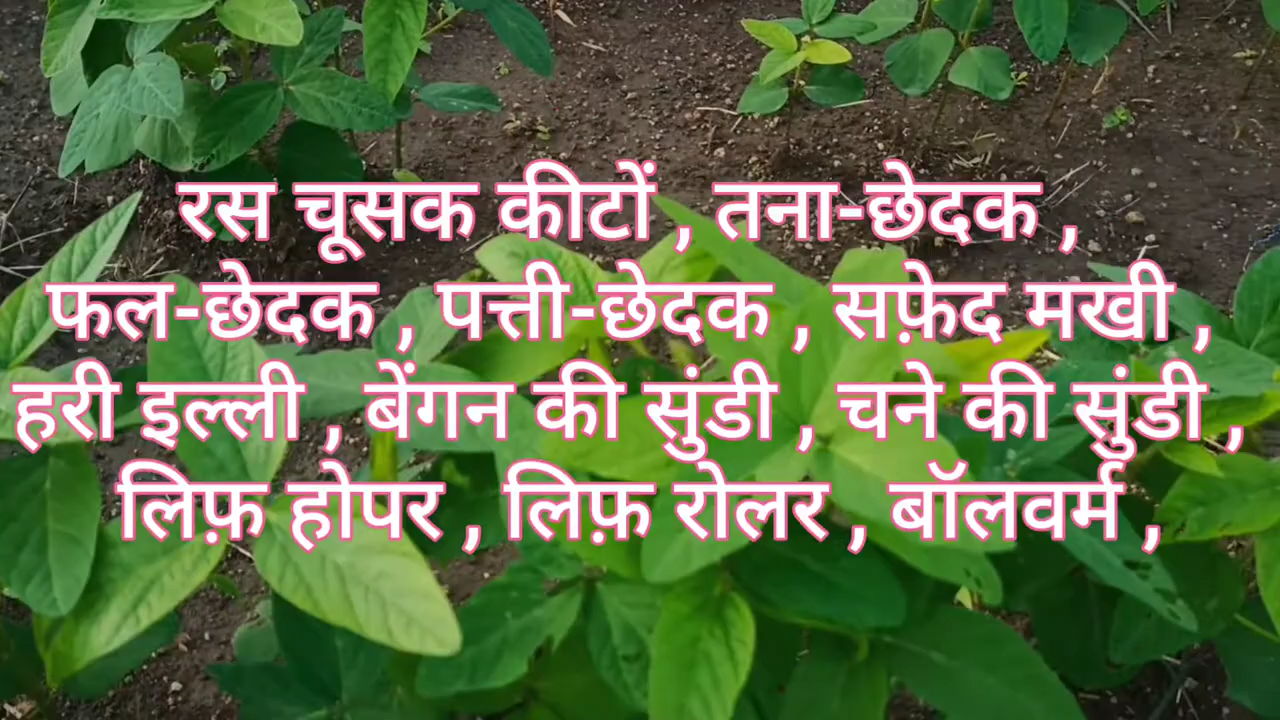 रस चूसक कीटों , तना-छेदक ,
फल-छेदक , पत्ती-छेदक , सफ़ेद मखी ,
हरी इल्ली , बेंगन की सुंडी , चने की सुंडी ,
लिफ़ होपर , लिफ़ रोलर , बॉलवर्म ,